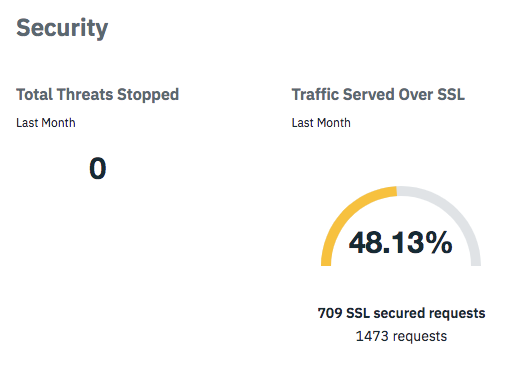 Security
Total Threats Stopped
Last Month
0
Traffic Served Over SSL
Last Month
48.13%
709 SSL secured requests
1473 requests